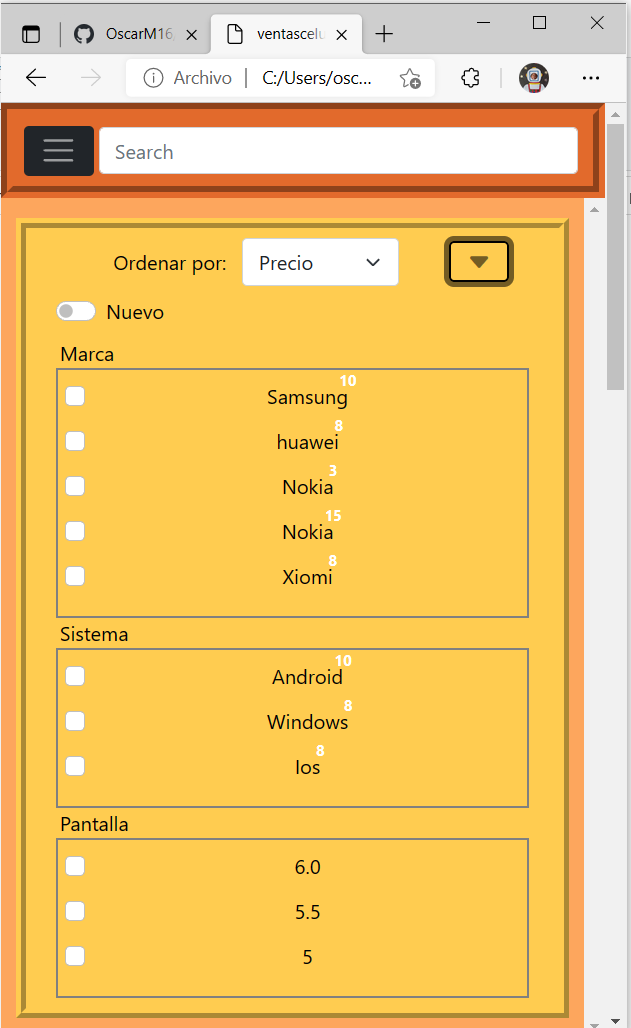 OscarM16
ventascelu
Archivo | C:/Users/osc...
Search
Ordenar por: Precio
Nuevo
Marca
Samsung 10
huawei 8
Nokia 3
Nokia 15
Xiomi 8
Sistema
Android 10
Windows 8
Ios 8
Pantalla
6.0
5.5
5